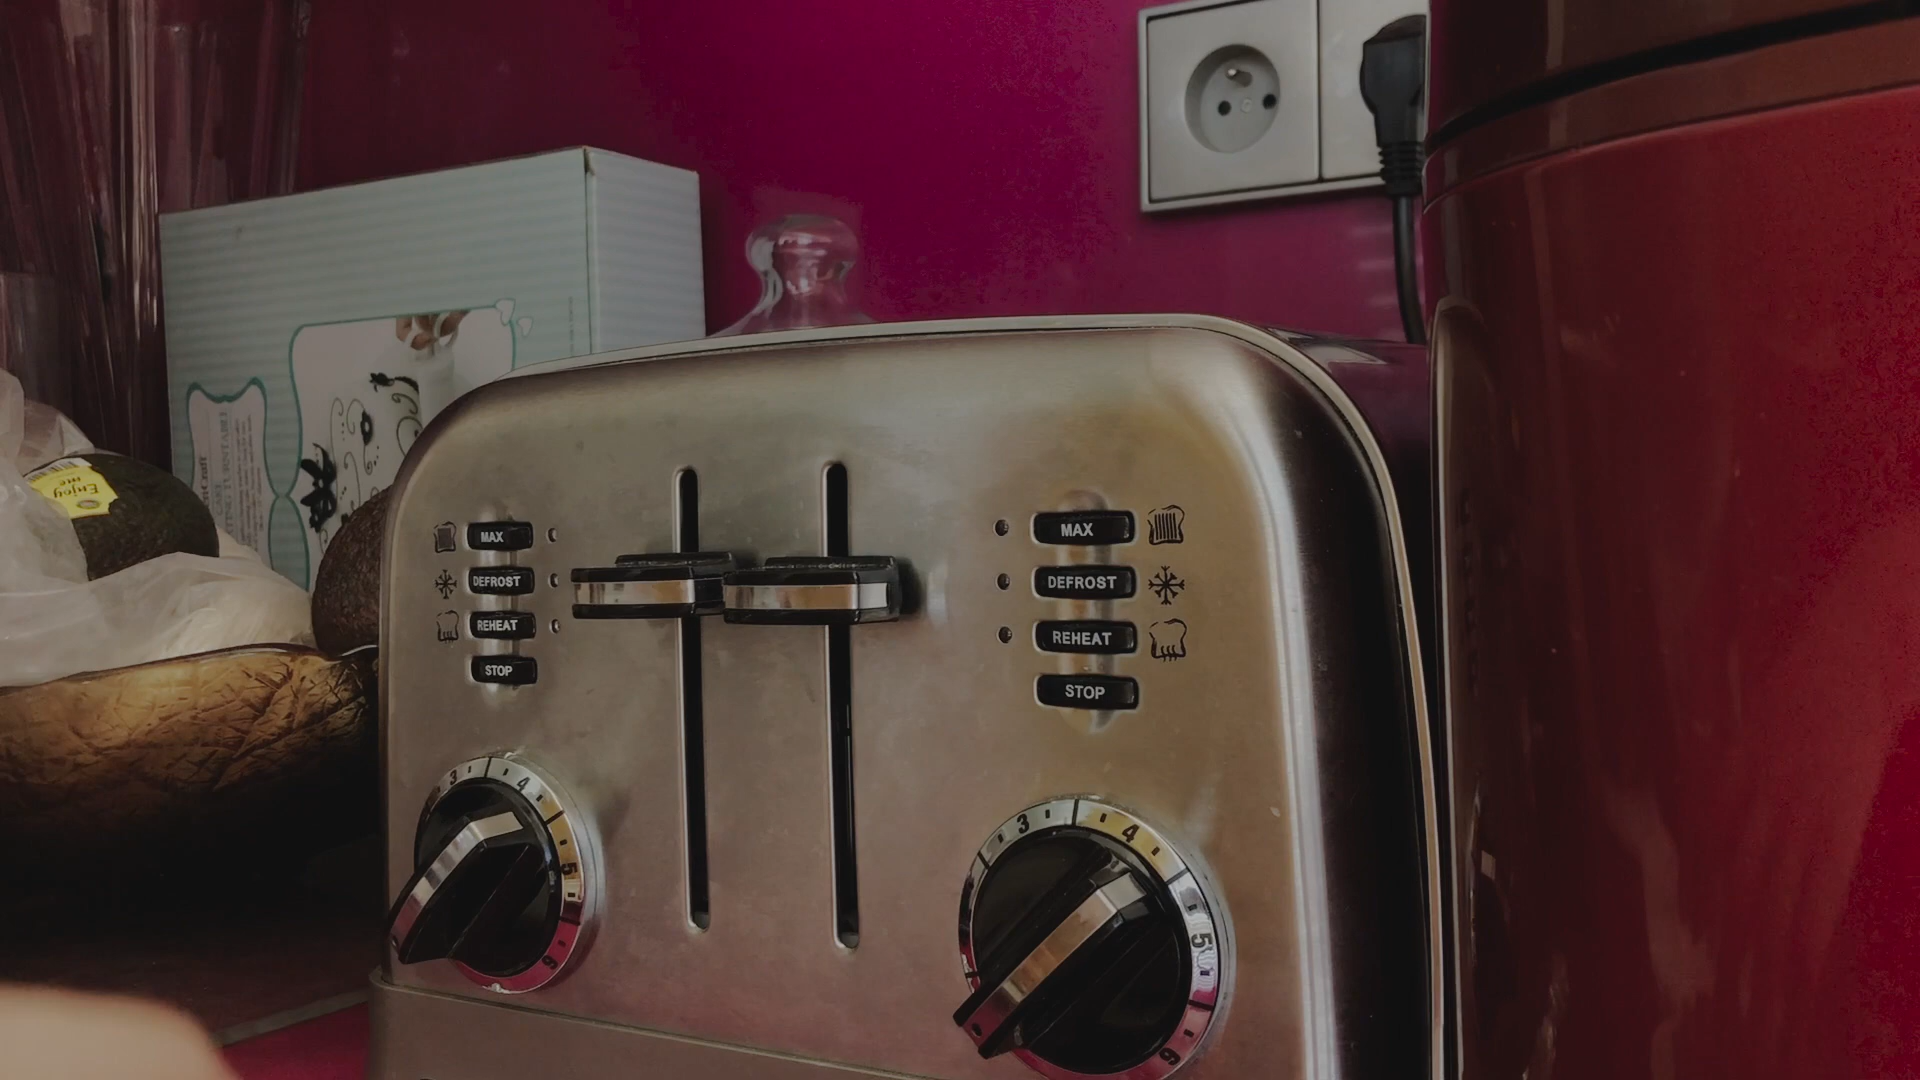 Enjoy
me
MAX
DEFROST
REHEAT
STOP
3 4 5 6
MAX
DEFROST
REHEAT
STOP
3 4 5 6